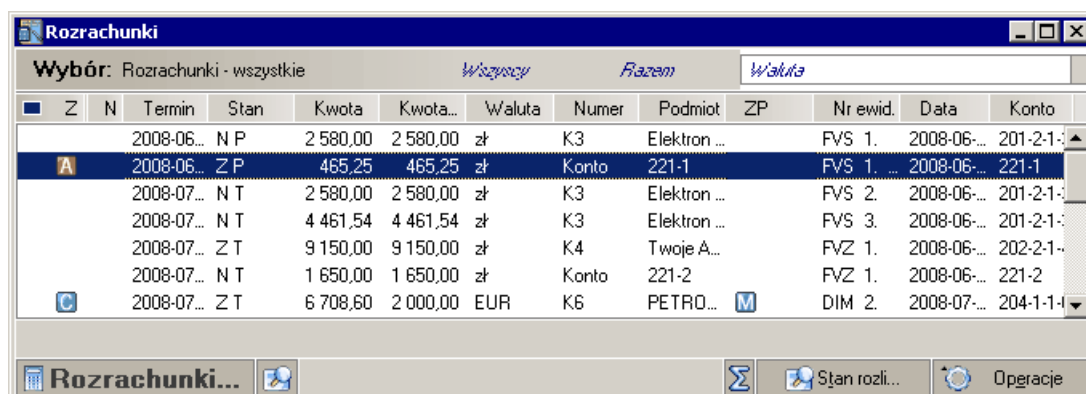 Rozrachunki
Wybór: Rozrachunki - wszystkie Wszyscy Razem Waluta
Z N Termin Stan Kwota Kwota... Waluta Numer Podmiot ZP Nr ewid. Data Konto
2008-06... N P 2 580,00 2 580,00 zł K3 Elektron ... FVS 1. 2008-06-... 201-2-1-
A 2008-06... Z P 465,25 465,25 zł Konto 221-1 FVS 1. ... 2008-06-... 221-1
2008-07... N T 2 580,00 2 580,00 zł K3 Elektron ... FVS 2. 2008-06-... 201-2-1-
2008-07... N T 4 461,54 4 461,54 zł K3 Elektron ... FVS 3. 2008-06-... 201-2-1-
2008-07... Z T 9 150,00 9 150,00 zł K4 Twoje A... FVZ 1. 2008-06-... 202-2-1-
2008-07... N T 1 650,00 1 650,00 zł Konto 221-2 FVZ 1. 2008-06-... 221-2
C 2008-07... Z T 6 708,60 2 000,00 EUR K6 PETRO... M DIM 2. 2008-07-... 204-1-1-
Rozrachunki... Σ Stan rozli... Operacje